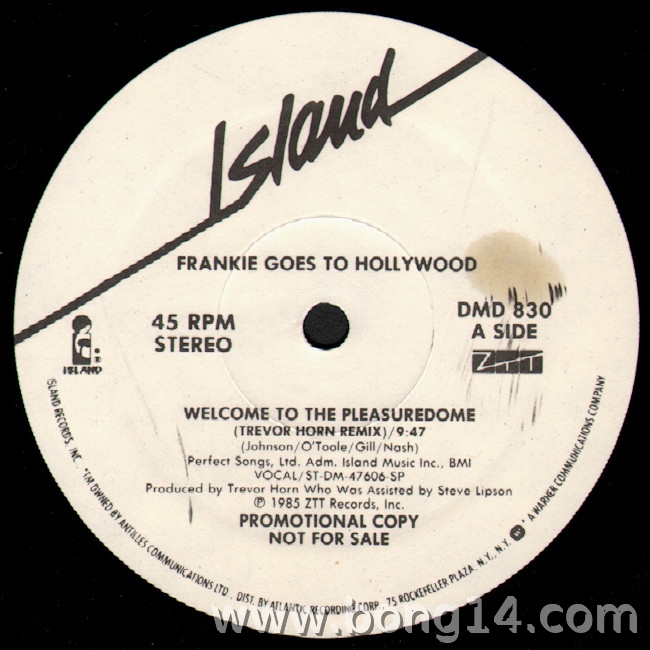 Island
FRANKIE GOES TO HOLLYWOOD
45 RPM
STEREO
DMD 830
A SIDE
ZTT
ISLAND
®
WELCOME TO THE PLEASUREDOME
(TREVOR HORN REMIX)/9:47
(Johnson/O'Toole/Gill/Nash)
Perfect Songs, Ltd. Adm. Island Music Inc., BMI
VOCAL/ST-DM-47606-SP
Produced by Trevor Horn Who Was Assisted by Steve Lipson
℗ 1985 ZTT Records, Inc.
PROMOTIONAL COPY
NOT FOR SALE
ISLAND RECORDS, INC. *TM OWNED BY ANTILLES COMMUNICATIONS LTD., DIST. BY ATLANTIC RECORDING CORP., 75 ROCKEFELLER PLAZA, N.Y., N.Y. A WARNER COMMUNICATIONS COMPANY
www.bong14.com